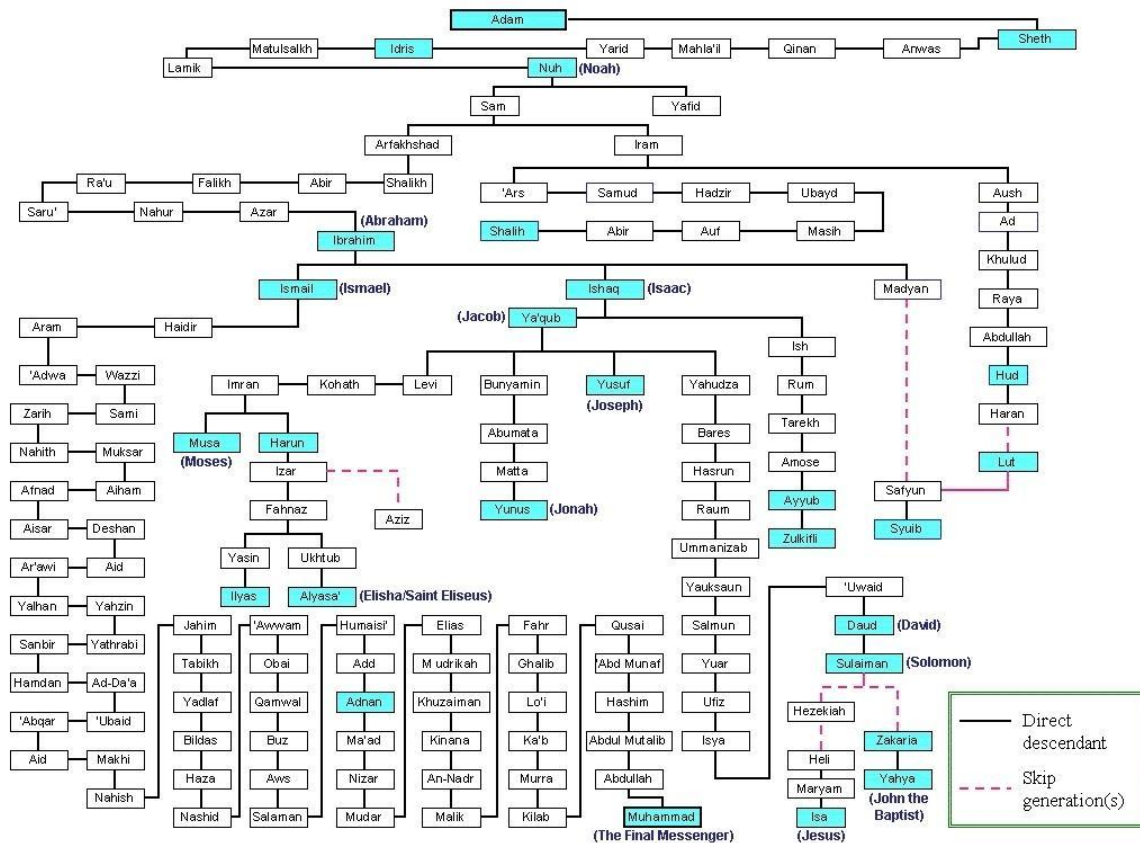 Adam
Matulsalkh Idris Yarid Mahla'il Qinan Anwas Sheth
Lamik Nuh (Noah)
Sam Yafid
Arfakhshad Iram
Ra'u Falikh Abir Shalikh 'Ars Samud Hadzir Ubayd Aush
Saru' Nahur Azar Shalih Abir Auf Masih Ad
(Abraham)
Ibrahim Khulud
Ismail (Ismael) Ishaq (Isaac) Madyan Raya
Aram Haidir (Jacob) Ya'qub Abdullah
'Adwa Wazzi Imran Kohath Levi Bunyamin Yusuf Yahudza Ish Hud
(Joseph)
Zarih Sami Rum Haran
Nahith Muksar Musa Harun Abumata Bares Tarekh
(Moses)
Izar Matta Hasrun Amose Lut
Afnad Aiham Yunus (Jonah) Raum Ayyub Safyun
Aisar Deshan Fahnaz Aziz Ummanizab Zulkifli Syuib
Ar'awi Aid Yasin Ukhtub Yauksaun 'Uwaid
Yalhan Yahzin Ilyas Alyasa' (Elisha/Saint Eliseus)
Sanbir Yathrabi Jahim 'Awwam Humaisi' Elias Fahr Qusai Salmun Daud (David)
Hamdan Ad-Da'a Tabikh Obai Add Mudrikah Ghalib 'Abd Munaf Yuar Sulaiman (Solomon)
'Abqar 'Ubaid Yadlaf Qamwal Adnan Khuzaiman Lo'i Hashim Ufiz Hezekiah
Aid Makhi Bildas Buz Ma'ad Kinana Ka'b Abdul Mutalib Isya Zakaria
Nahish Haza Aws Nizar An-Nadr Murra Abdullah Heli Yahya
(John the
Baptist)
Maryam
Nashid Salaman Mudar Malik Kilab Muhammad Isa
(The Final Messenger) (Jesus)
Direct
descendant
Skip
generation(s)